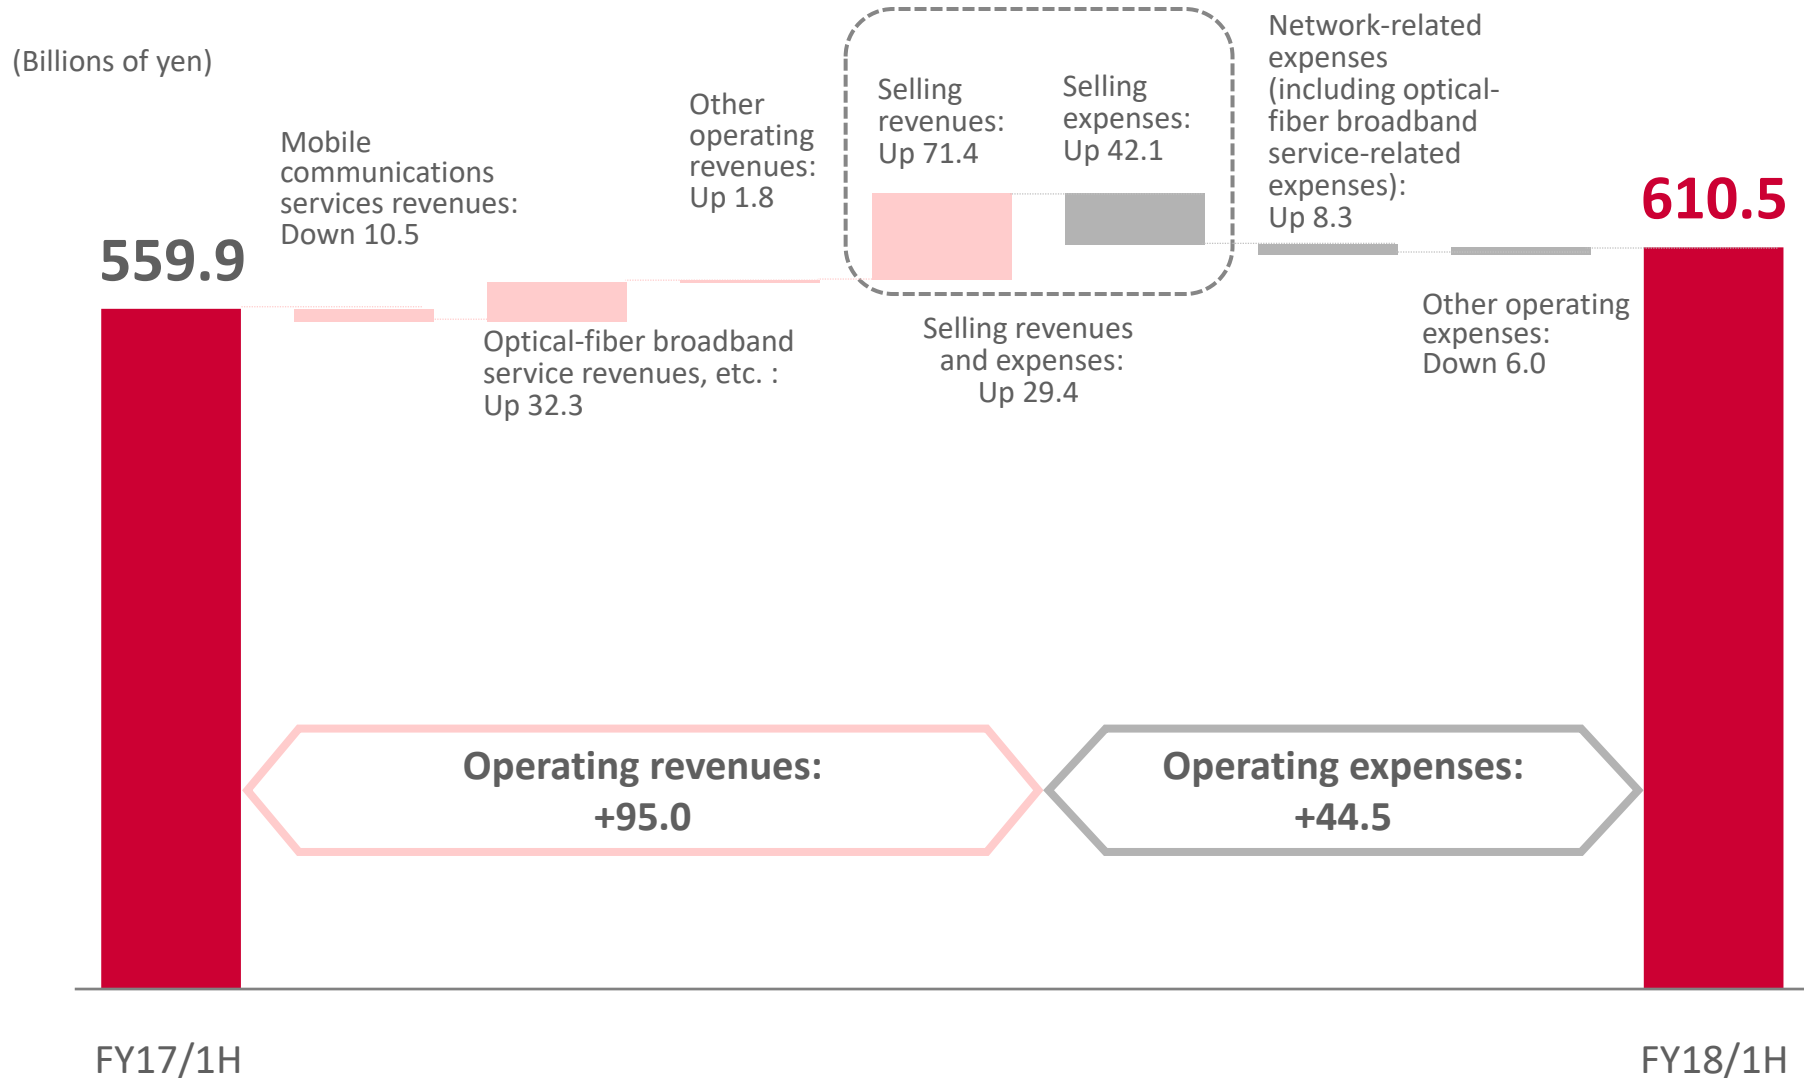 (Billions of yen)
559.9
Mobile
communications
services revenues:
Down 10.5
Optical-fiber broadband
service revenues, etc. :
Up 32.3
Other
operating
revenues:
Up 1.8
Selling
revenues:
Up 71.4
Selling
expenses:
Up 42.1
Selling revenues
and expenses:
Up 29.4
Network-related
expenses
(including optical-
fiber broadband
service-related
expenses):
Up 8.3
Other operating
expenses:
Down 6.0
610.5
Operating revenues:
+95.0
Operating expenses:
+44.5
FY17/1H
FY18/1H